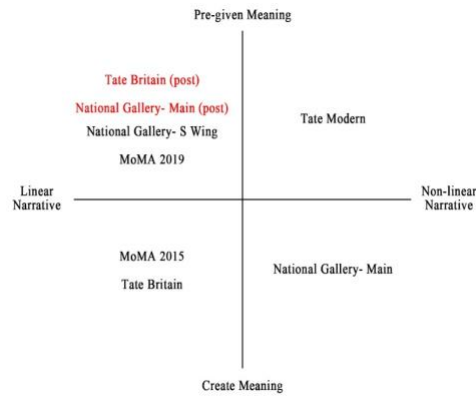 Pre-given Meaning
Tate Britain (post)
National Gallery- Main (post)
National Gallery- S Wing
MoMA 2019
Tate Modern
Linear
Narrative
Non-linear
Narrative
MoMA 2015
Tate Britain
National Gallery- Main
Create Meaning